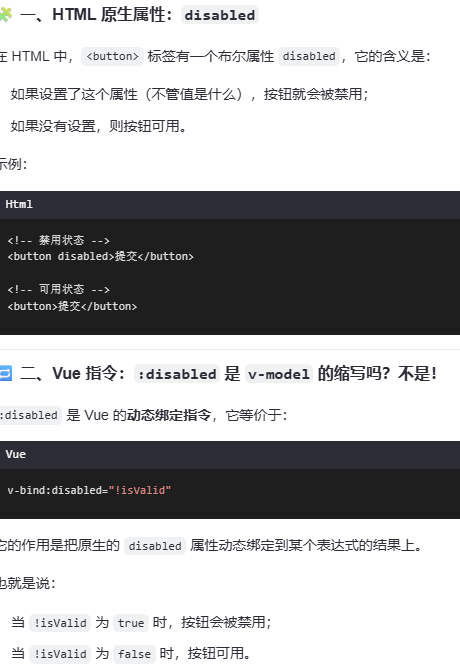 一、HTML 原生属性：disabled
在 HTML 中，<button> 标签有一个布尔属性 disabled，它的含义是：
如果设置了这个属性（不管值是什么），按钮就会被禁用；
如果没有设置，则按钮可用。
示例：
Html
<!-- 禁用状态 -->
<button disabled>提交</button>
<!-- 可用状态 -->
<button>提交</button>
二、Vue 指令：:disabled 是 v-model 的缩写吗？不是！
:disabled 是 Vue 的动态绑定指令，它等价于：
Vue
v-bind:disabled="!isValid"
它的作用是把原生的 disabled 属性动态绑定到某个表达式的结果上。
也就是说：
当 !isValid 为 true 时，按钮会被禁用；
当 !isValid 为 false 时，按钮可用。